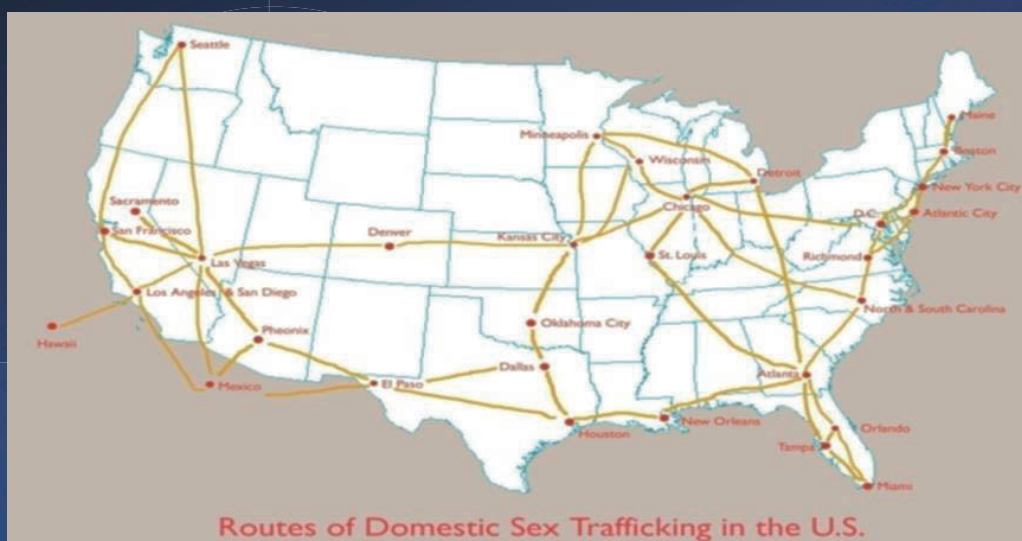 Seattle
Maine
Minneapolis
Boston
Wisconsin
Detroit
New York City
Sacramento
Chicago
D.C.
Atlantic City
San Francisco
Denver
Kansas City
St. Louis
Richmond
Las Vegas
Los Angeles & San Diego
North & South Carolina
Hawaii
Pheonix
Oklahoma City
Dallas
Atlanta
Mexico
El Paso
New Orleans
Orlando
Houston
Tampa
Miami
Routes of Domestic Sex Trafficking in the U.S.